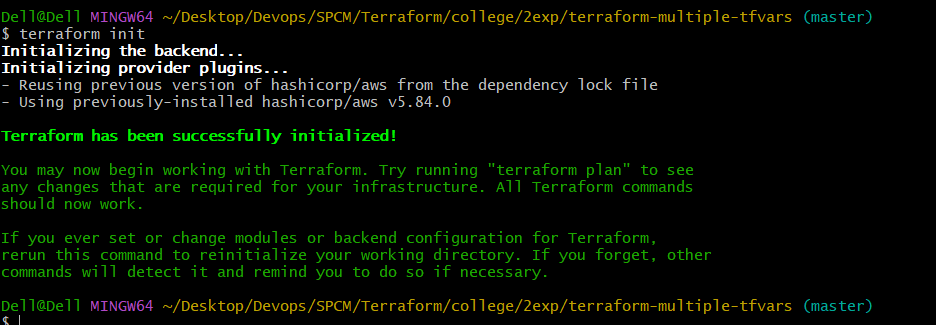 Dell@Dell MINGW64 ~/Desktop/Devops/SPCM/Terraform/college/2exp/terraform-multiple-tfvars (master)
$ terraform init
Initializing the backend...
Initializing provider plugins...
- Reusing previous version of hashicorp/aws from the dependency lock file
- Using previously-installed hashicorp/aws v5.84.0
Terraform has been successfully initialized!
You may now begin working with Terraform. Try running "terraform plan" to see
any changes that are required for your infrastructure. All Terraform commands
should now work.
If you ever set or change modules or backend configuration for Terraform,
rerun this command to reinitialize your working directory. If you forget, other
commands will detect it and remind you to do so if necessary.
Dell@Dell MINGW64 ~/Desktop/Devops/SPCM/Terraform/college/2exp/terraform-multiple-tfvars (master)
$